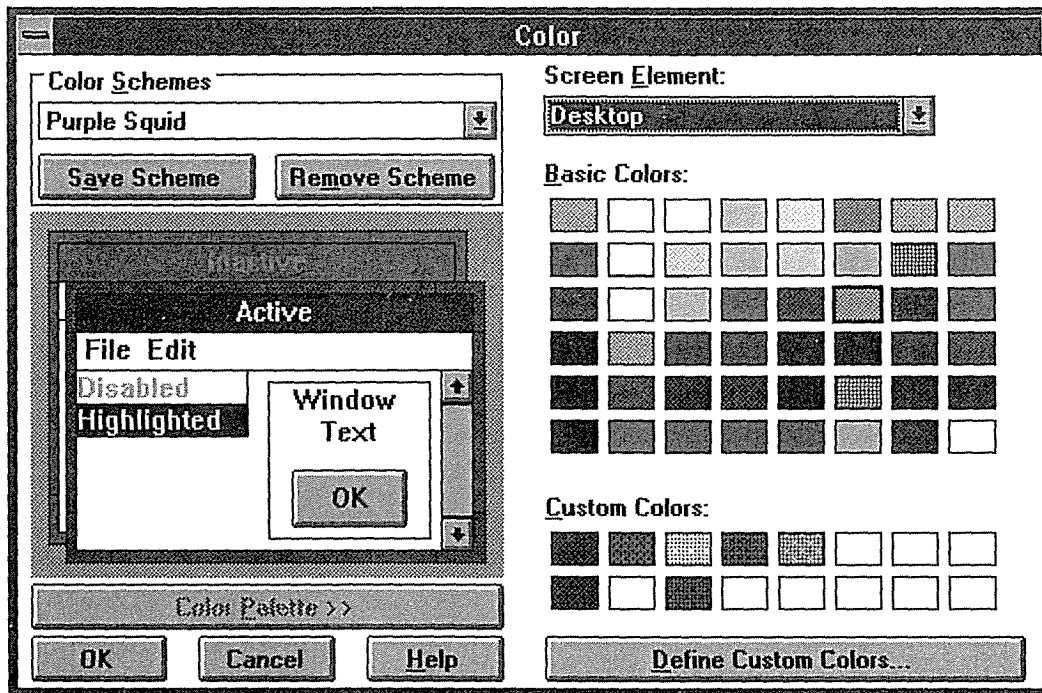 Color
Color Schemes
Purple Squid
Save Scheme Remove Scheme
Inactive
Active
File Edit
Disabled
Highlighted
Window
Text
OK
Color Palette >>
OK Cancel Help
Screen Element:
Desktop
Basic Colors:
Custom Colors:
Define Custom Colors...